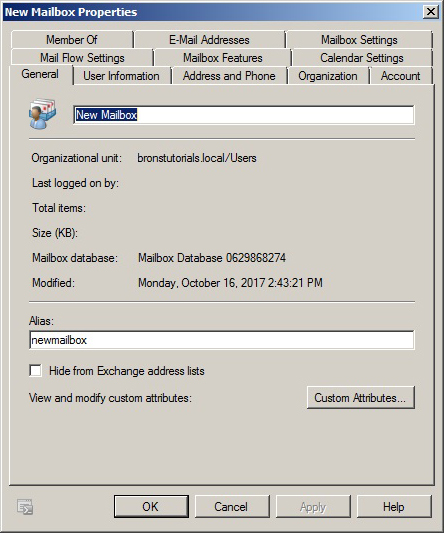 New Mailbox Properties
Member Of E-Mail Addresses Mailbox Settings
Mail Flow Settings Mailbox Features Calendar Settings
General User Information Address and Phone Organization Account
New Mailbox
Organizational unit: bronstutorials.local/Users
Last logged on by:
Total items:
Size (KB):
Mailbox database: Mailbox Database 0629868274
Modified: Monday, October 16, 2017 2:43:21 PM
Alias:
newmailbox
Hide from Exchange address lists
View and modify custom attributes: Custom Attributes...
OK Cancel Apply Help